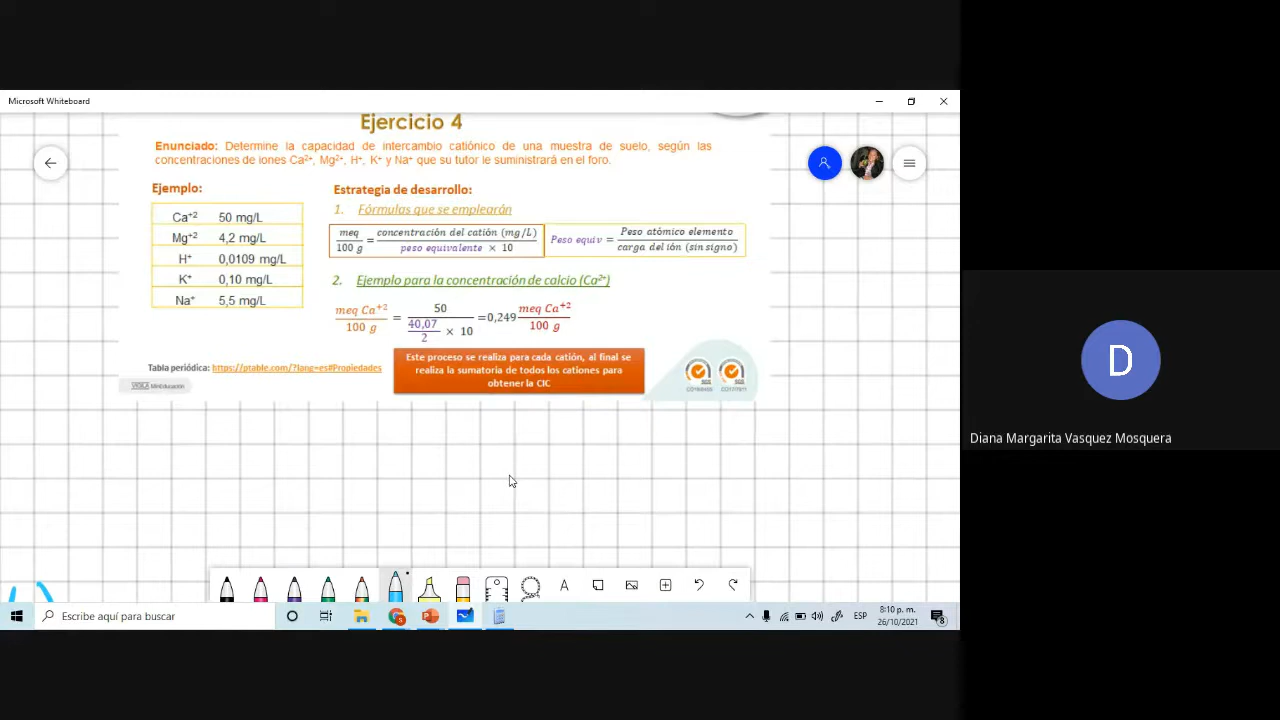 Microsoft Whiteboard
Ejercicio 4
Enunciado: Determine la capacidad de intercambio catiónico de una muestra de suelo, según las
concentraciones de iones Ca²⁺, Mg²⁺, H⁺, K⁺ y Na⁺ que su tutor le suministrará en el foro.
Ejemplo:
Ca⁺² 50 mg/L
Mg⁺² 4,2 mg/L
H⁺ 0,0109 mg/L
K⁺ 0,10 mg/L
Na⁺ 5,5 mg/L
Estrategia de desarrollo:
1. Fórmulas que se emplearán
meq / 100 g = concentración del catión (mg/L) / peso equivalente × 10
Peso equiv = Peso atómico elemento / carga del ión (sin signo)
2. Ejemplo para la concentración de calcio (Ca²⁺)
meq Ca⁺² / 100 g = 50 / 40,07 / 2 × 10 = 0,249 meq Ca⁺² / 100 g
Tabla periódica: https://ptable.com/?lang=es#Propiedades
Este proceso se realiza para cada catión, al final se
realiza la sumatoria de todos los cationes para
obtener la CIC
D
Diana Margarita Vasquez Mosquera
A
Escribe aquí para buscar
ESP
8:10 p. m.
26/10/2021
8